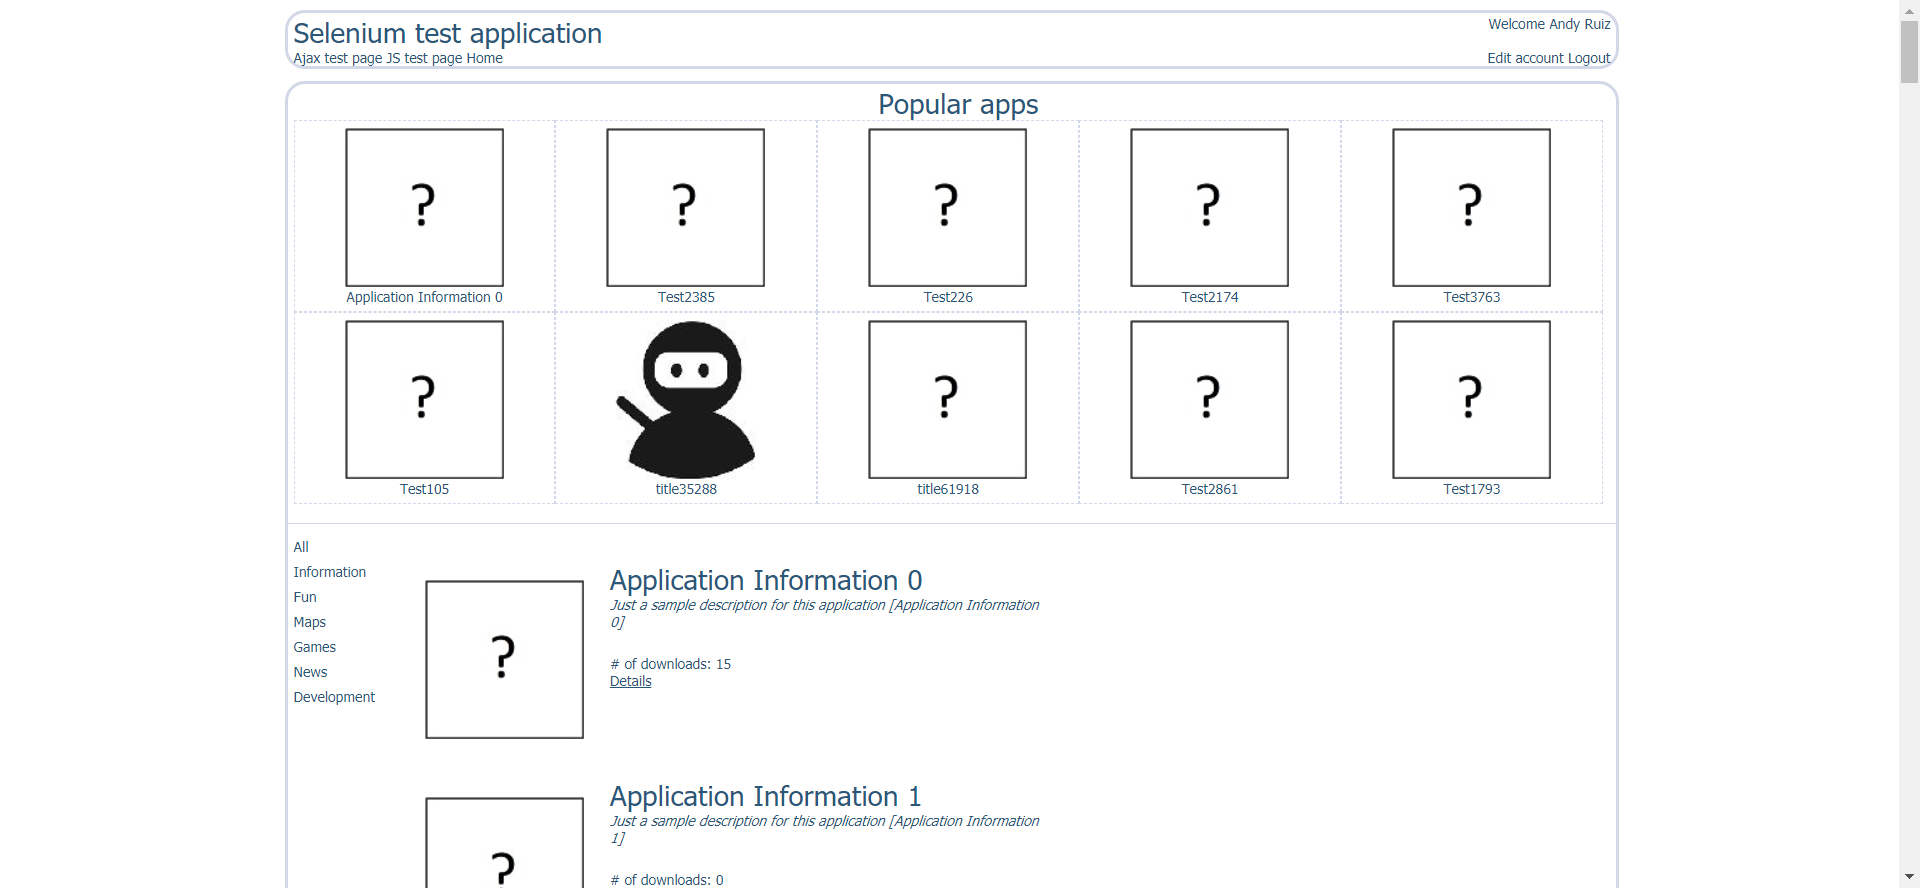 Selenium test application
Welcome Andy Ruiz
Ajax test page JS test page Home
Edit account Logout
Popular apps
?
?
?
?
?
Application Information 0
Test2385
Test226
Test2174
Test3763
?
?
?
?
Test105
title35288
title61918
Test2861
Test1793
All
Information
Fun
Maps
Games
News
Development
?
Application Information 0
Just a sample description for this application [Application Information
0]
# of downloads: 15
Details
?
Application Information 1
Just a sample description for this application [Application Information
1]
# of downloads: 0